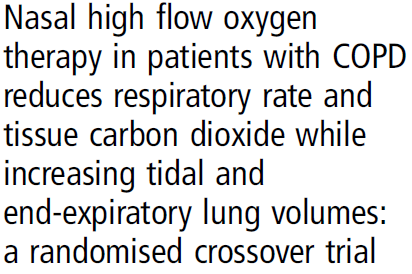 Nasal high flow oxygen
therapy in patients with COPD
reduces respiratory rate and
tissue carbon dioxide while
increasing tidal and
end-expiratory lung volumes:
a randomised crossover trial